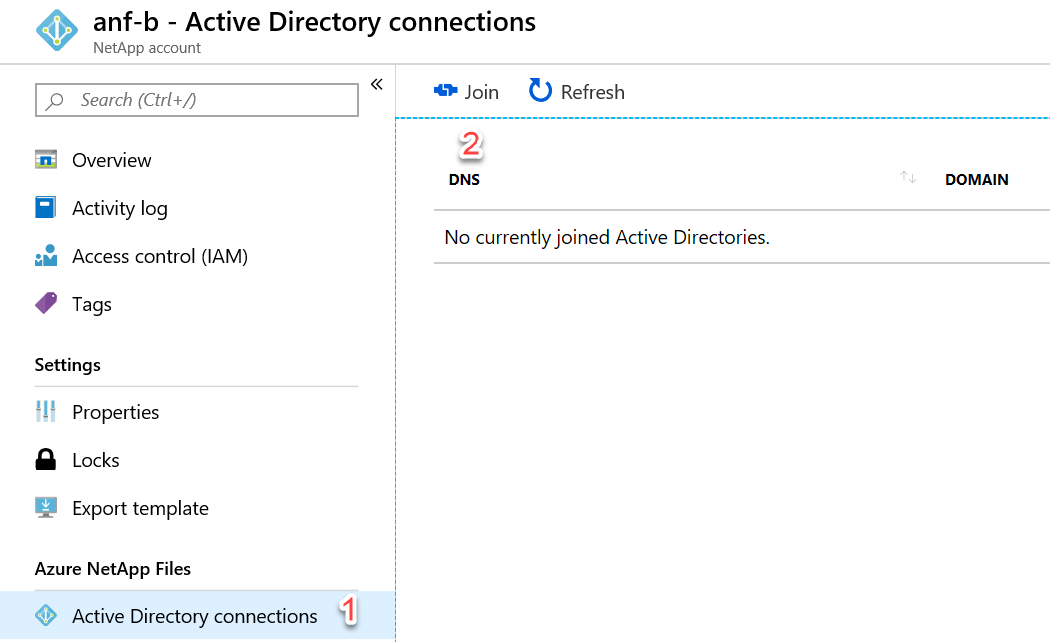 anf-b - Active Directory connections
NetApp account
Search (Ctrl+/)
«
Overview
Activity log
Access control (IAM)
Tags
Settings
Properties
Locks
Export template
Azure NetApp Files
Active Directory connections 1
Join Refresh
2
DNS DOMAIN
No currently joined Active Directories.